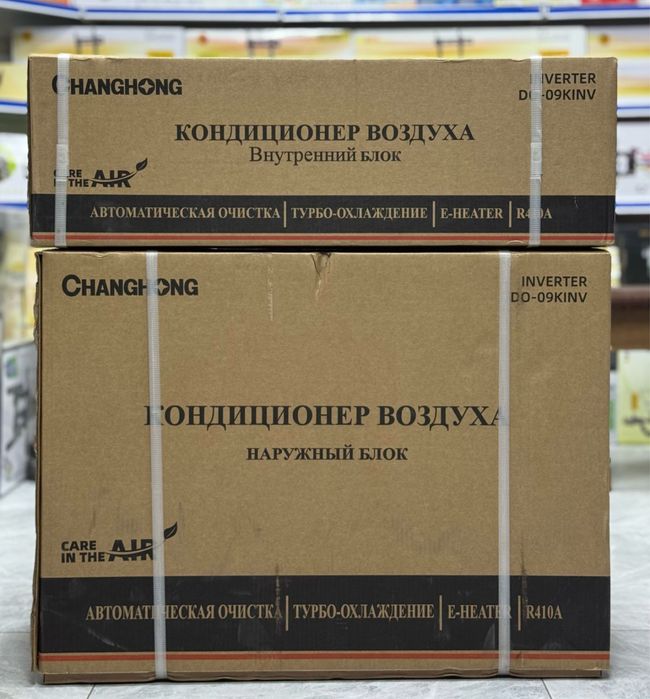 CHANGHONG
INVERTER
DO-09KINV
КОНДИЦИОНЕР ВОЗДУХА
Внутренний БЛОК
CARE
IN THE AIR
АВТОМАТИЧЕСКАЯ ОЧИСТКА | ТУРБО-ОХЛАЖДЕНИЕ | E-HEATER | R410A
CHANGHONG
INVERTER
DO-09KINV
КОНДИЦИОНЕР ВОЗДУХА
НАРУЖНЫЙ БЛОК
CARE
IN THE AIR
АВТОМАТИЧЕСКАЯ ОЧИСТКА | ТУРБО-ОХЛАЖДЕНИЕ | E-HEATER | R410A